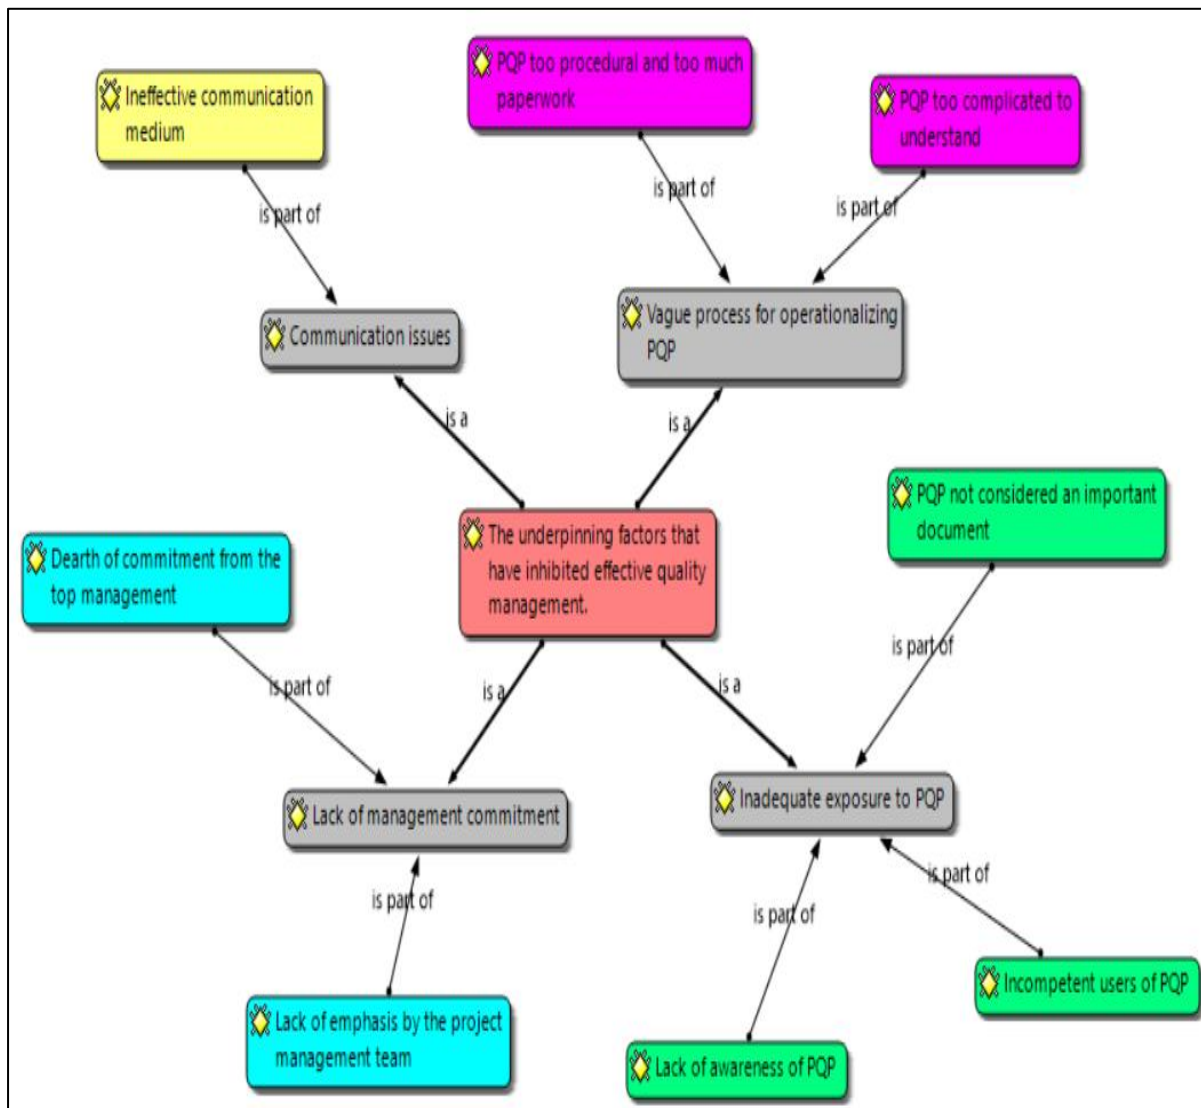 PQP too procedural and too much
paperwork
Ineffective communication
medium
PQP too complicated to
understand
is part of
is part of
is part of
Communication issues
Vague process for operationalizing
PQP
is a
is a
PQP not considered an important
document
The underpinning factors that
have inhibited effective quality
management.
Dearth of commitment from the
top management
is part of
is part of
is a
is a
Lack of management commitment
Inadequate exposure to PQP
is part of
is part of
is part of
Incompetent users of PQP
Lack of emphasis by the project
management team
Lack of awareness of PQP